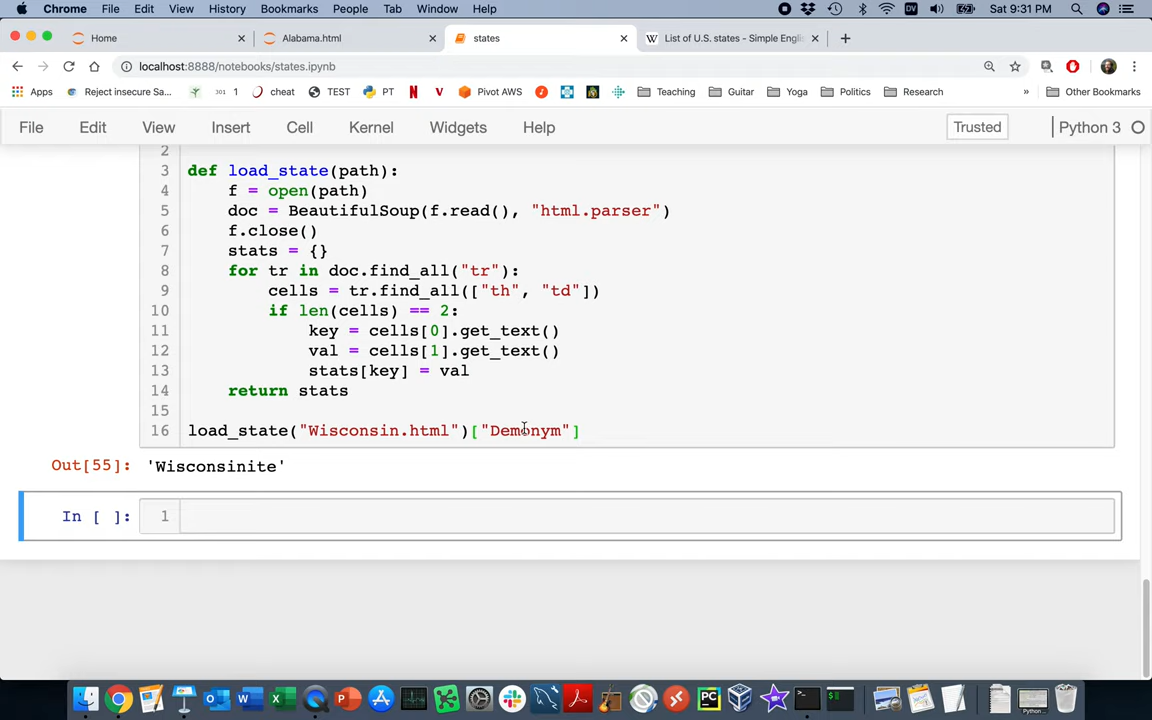 Chrome File Edit View History Bookmarks People Tab Window Help Sat 9:31 PM
Home Alabama.html states List of U.S. states - Simple Engli
localhost:8888/notebooks/states.ipynb
Apps Reject insecure Sa... 301 1 cheat TEST PT Pivot AWS Teaching Guitar Yoga Politics Research » Other Bookmarks
File Edit View Insert Cell Kernel Widgets Help Trusted Python 3
2
3 def load_state(path):
4 f = open(path)
5 doc = BeautifulSoup(f.read(), "html.parser")
6 f.close()
7 stats = {}
8 for tr in doc.find_all("tr"):
9 cells = tr.find_all(["th", "td"])
10 if len(cells) == 2:
11 key = cells[0].get_text()
12 val = cells[1].get_text()
13 stats[key] = val
14 return stats
15
16 load_state("Wisconsin.html")["Demonym"]
Out[55]: 'Wisconsinite'
In [ ]: 1